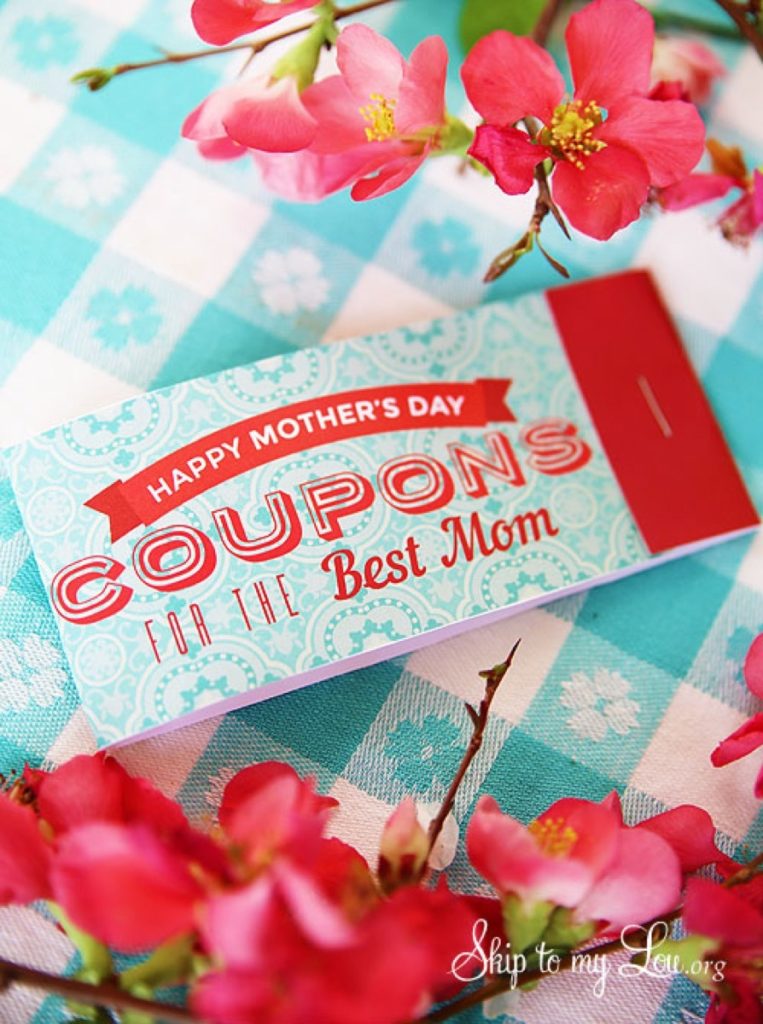 HAPPY MOTHER'S DAY
COUPONS
FOR THE Best Mom
Skip to my Lou.org